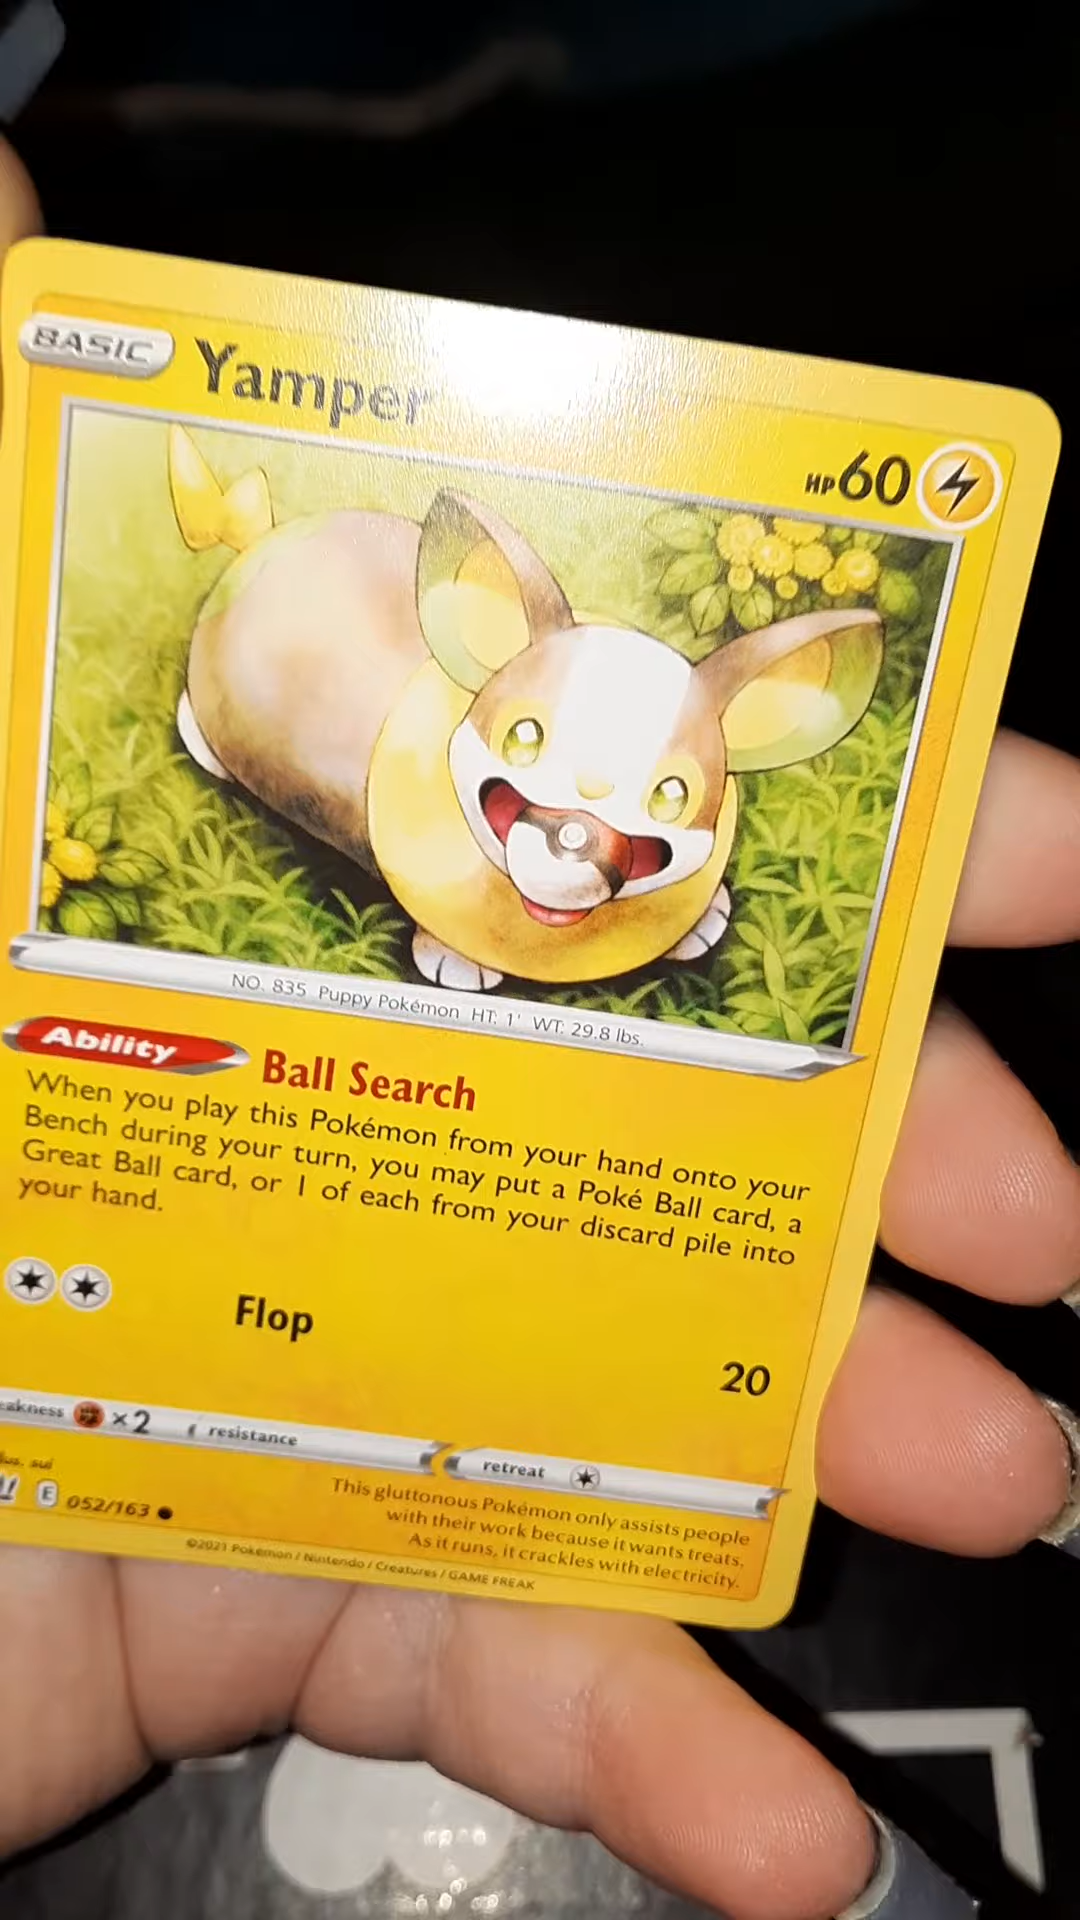 BASIC Yamper HP60
NO. 835 Puppy Pokémon HT: 1' WT: 29.8 lbs.
Ability Ball Search
When you play this Pokémon from your hand onto your
Bench during your turn, you may put a Poké Ball card, a
Great Ball card, or 1 of each from your discard pile into
your hand.
Flop 20
×2 resistance retreat
E 052/163
This gluttonous Pokémon only assists people
with their work because it wants treats.
As it runs, it crackles with electricity.
©2021 Pokémon / Nintendo / Creatures / GAME FREAK